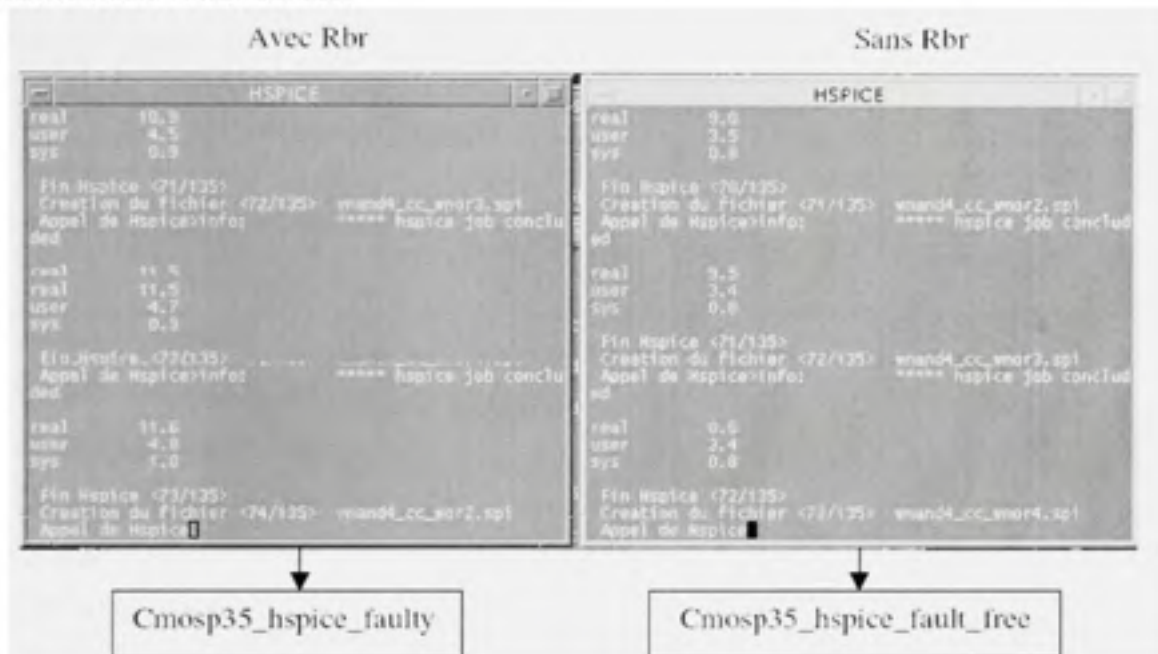 Avec Rbr
Sans Rbr
HSPICE
real 10.9
user 4.5
sys 0.9
Fin Hspice <71/135>
Creation du fichier <72/135> vnand4_cc_wnor3.spi
Appel de Hspice>info: ***** hspice job conclu
ded
real 11.5
real 11.5
user 4.7
sys 0.9
Appel de Hspice>info: ***** hspice job conclu
ded.
real 11.6
user 4.8
sys 1.0
Fin Hspice <73/135>
Creation du fichier <74/135> vnand4_cc_wor2.spi
Appel de Hspice
HSPICE
real 9.6
user 3.5
sys 0.8
Fin Hspice <70/135>
Creation du fichier <71/135> wnand4_cc_wnor2.spi
Appel de Hspice>info: ***** hspice job conclud
ed
real 9.5
user 3.4
sys 0.8
Fin Hspice <71/135>
Creation du fichier <72/135> wnand4_cc_wnor3.spi
Appel de Hspice>info: ***** hspice job conclud
ed
real
user 3.4
sys 0.8
Fin Hspice <72/135>
Creation du fichier <73/135> wnand4_cc_wnor4.spi
Appel de Hspice
Cmosp35_hspice_faulty
Cmosp35_hspice_fault_free